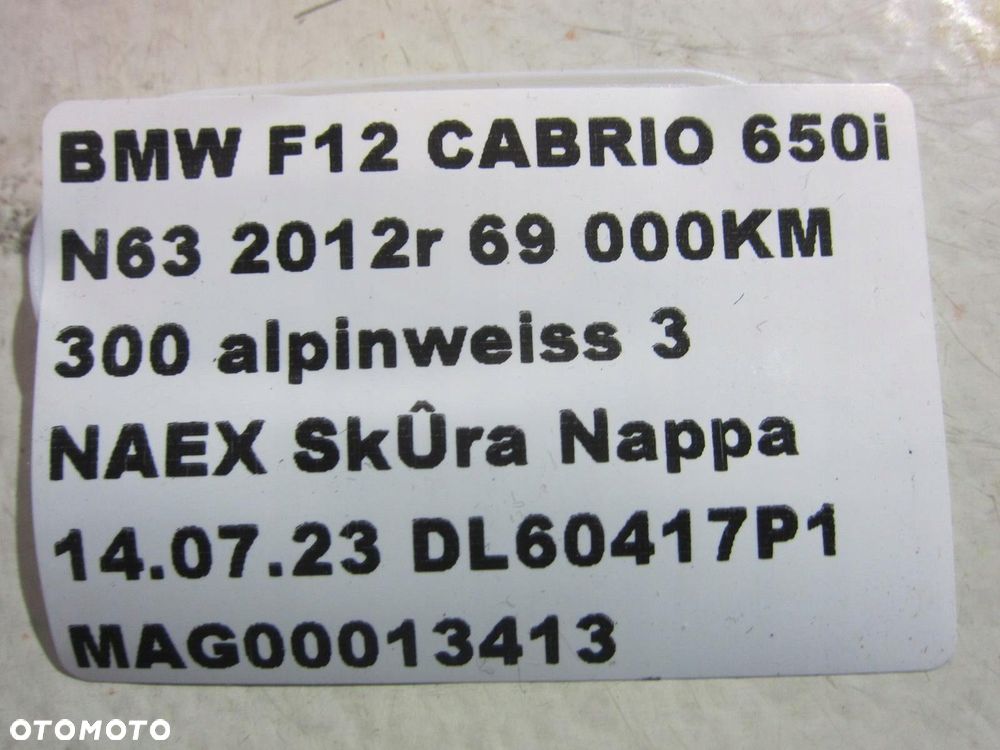 BMW F12 CABRIO 650i
N63 2012r 69 000KM
300 alpinweiss 3
NAEX SkÛra Nappa
14.07.23 DL60417P1
MAG00013413
OTOMOTO